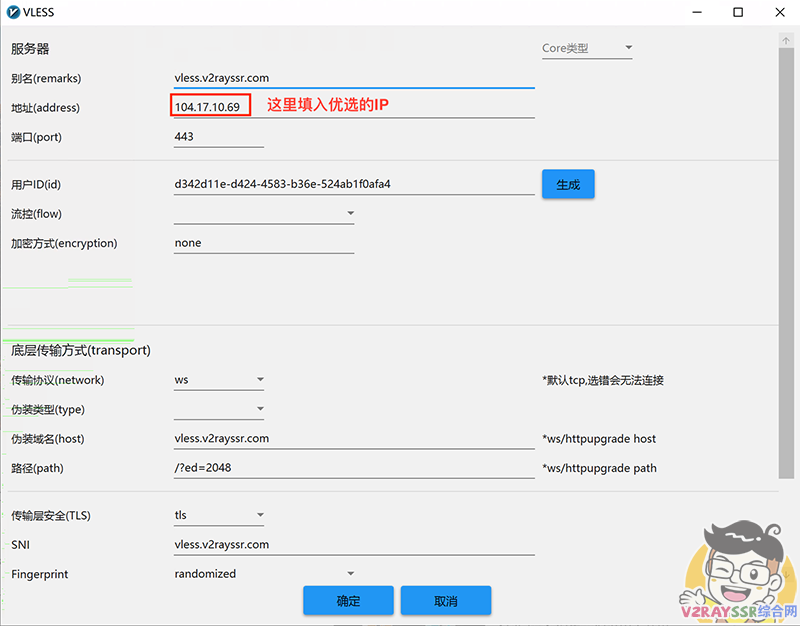 VLESS
服务器
Core类型
别名(remarks)
vless.v2rayssr.com
地址(address)
104.17.10.69
这里填入优选的IP
端口(port)
443
用户ID(id)
d342d11e-d424-4583-b36e-524ab1f0afa4
生成
流控(flow)
加密方式(encryption)
none
底层传输方式(transport)
传输协议(network)
ws
*默认tcp,选错会无法连接
伪装类型(type)
伪装域名(host)
vless.v2rayssr.com
*ws/httpupgrade host
路径(path)
/?ed=2048
*ws/httpupgrade path
传输层安全(TLS)
tls
SNI
vless.v2rayssr.com
Fingerprint
randomized
确定
取消
V2RAYSSR综合网